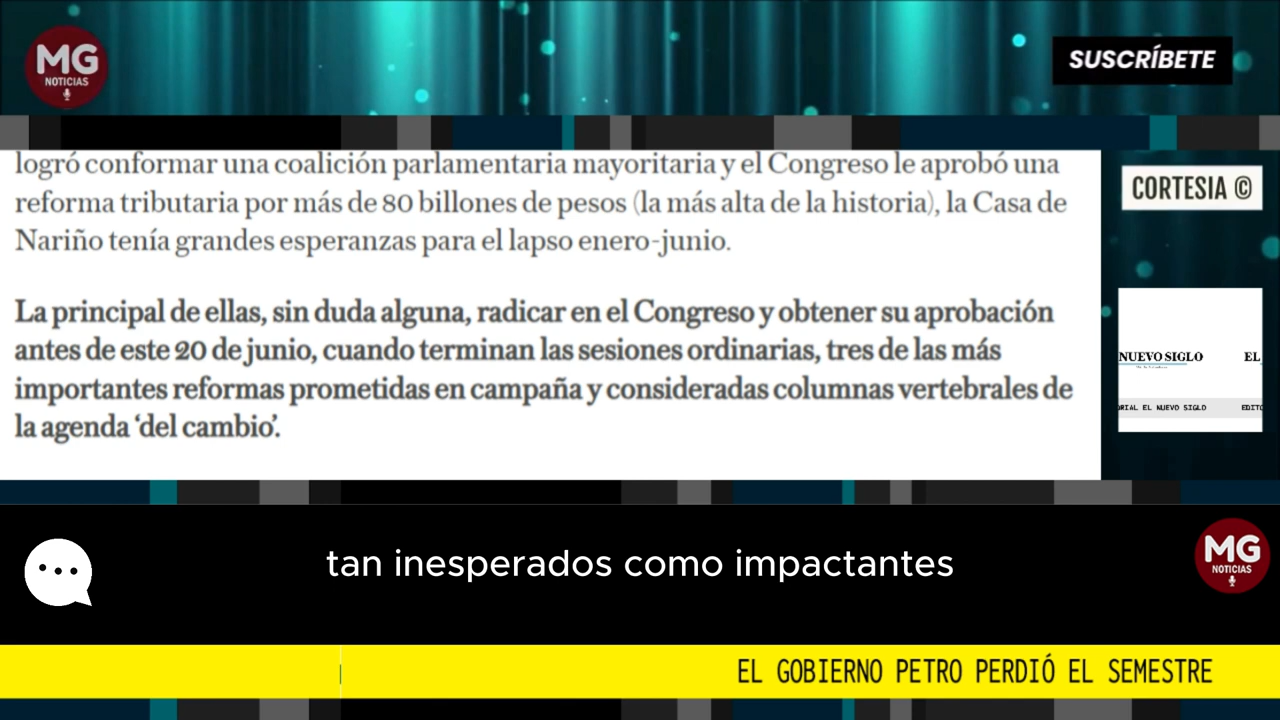 MG
NOTICIAS
SUSCRÍBETE
logró conformar una coalición parlamentaria mayoritaria y el Congreso le aprobó una
reforma tributaria por más de 80 billones de pesos (la más alta de la historia), la Casa de
Nariño tenía grandes esperanzas para el lapso enero-junio.
La principal de ellas, sin duda alguna, radicar en el Congreso y obtener su aprobación
antes de este 20 de junio, cuando terminan las sesiones ordinarias, tres de las más
importantes reformas prometidas en campaña y consideradas columnas vertebrales de
la agenda ‘del cambio’.
CORTESIA ©
NUEVO SIGLO EL
RIAL EL NUEVO SIGLO EDITO
tan inesperados como impactantes
MG
NOTICIAS
EL GOBIERNO PETRO PERDIÓ EL SEMESTRE